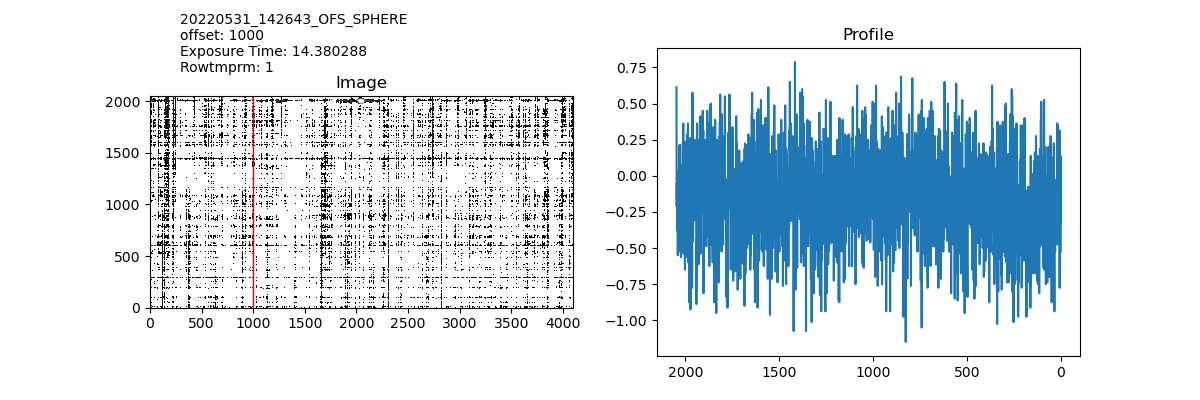 20220531_142643_OFS_SPHERE
offset: 1000
Exposure Time: 14.380288
Rowtmprm: 1
Image
2000
1500
1000
500
0
0 500 1000 1500 2000 2500 3000 3500 4000
Profile
0.75
0.50
0.25
0.00
−0.25
−0.50
−0.75
−1.00
2000 1500 1000 500 0